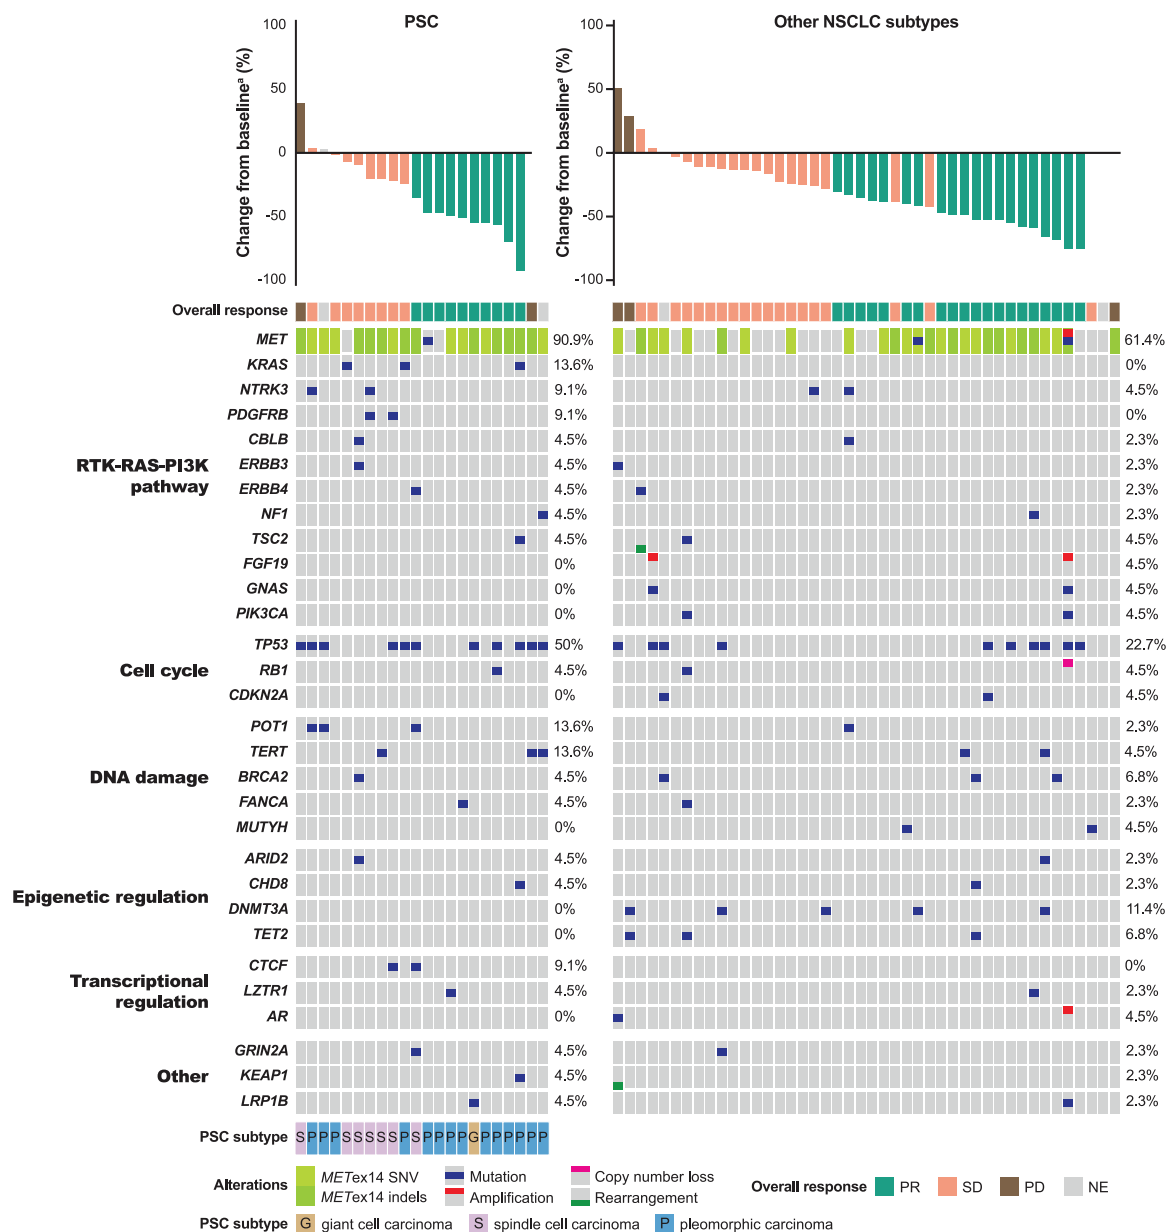 PSC
Other NSCLC subtypes
Change from baselineᵃ (%)
100
50
0
-50
-100
Change from baselineᵃ (%)
100
50
0
-50
-100
Overall response
MET 90.9% 61.4%
KRAS 13.6% 0%
NTRK3 9.1% 4.5%
PDGFRB 9.1% 0%
CBLB 4.5% 2.3%
RTK-RAS-PI3K
pathway
ERBB3 4.5% 2.3%
ERBB4 4.5% 2.3%
NF1 4.5% 2.3%
TSC2 4.5% 4.5%
FGF19 0% 4.5%
GNAS 0% 4.5%
PIK3CA 0% 4.5%
Cell cycle
TP53 50% 22.7%
RB1 4.5% 4.5%
CDKN2A 0% 4.5%
DNA damage
POT1 13.6% 2.3%
TERT 13.6% 4.5%
BRCA2 4.5% 6.8%
FANCA 4.5% 2.3%
MUTYH 0% 4.5%
Epigenetic regulation
ARID2 4.5% 2.3%
CHD8 4.5% 2.3%
DNMT3A 0% 11.4%
TET2 0% 6.8%
Transcriptional
regulation
CTCF 9.1% 0%
LZTR1 4.5% 2.3%
AR 0% 4.5%
Other
GRIN2A 4.5% 2.3%
KEAP1 4.5% 2.3%
LRP1B 4.5% 2.3%
PSC subtype S P P P S S S S S P S P P P P G P P P P P P
Alterations METex14 SNV Mutation Copy number loss
METex14 indels Amplification Rearrangement
Overall response PR SD PD NE
PSC subtype G giant cell carcinoma S spindle cell carcinoma P pleomorphic carcinoma